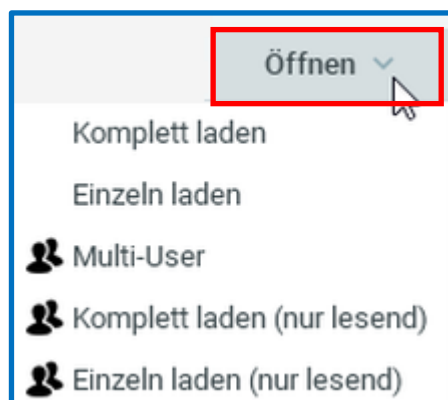 Öffnen
Komplett laden
Einzeln laden
Multi-User
Komplett laden (nur lesend)
Einzeln laden (nur lesend)